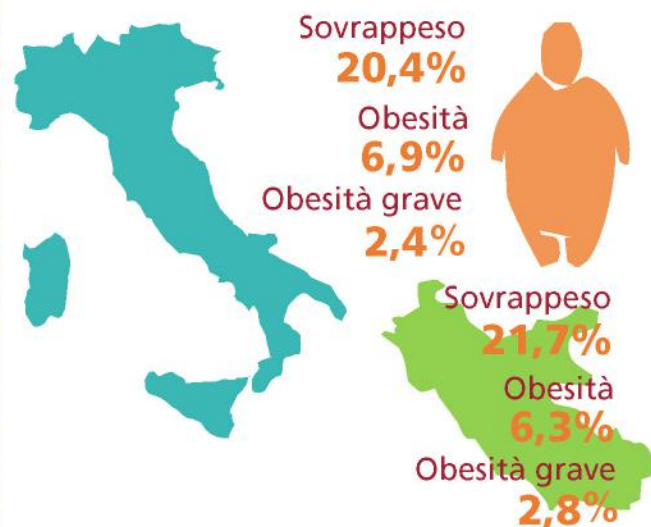 Sovrappeso
20,4%
Obesità
6,9%
Obesità grave
2,4%
Sovrappeso
21,7%
Obesità
6,3%
Obesità grave
2,8%